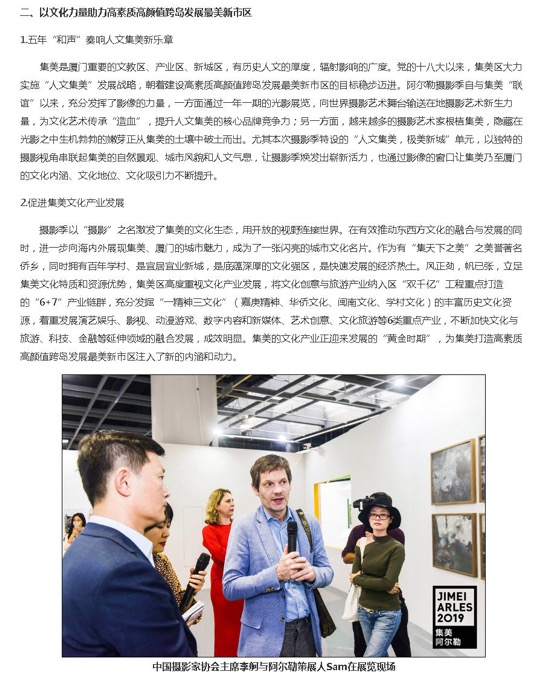 二、以文化力量助力高素质高颜值跨岛发展最美新市区
1.五年“和声”奏响人文集美新乐章
集美是厦门重要的文教区、产业区、新城区，有历史人文的厚度，辐射影响的广度。党的十八大以来，集美区大力
实施“人文集美”发展战略，朝着建设高素质高颜值跨岛发展最美新市区的目标稳步迈进。阿尔勒摄影季自与集美“联
谊”以来，充分发挥了影像的力量，一方面通过一年一期的光影展览，向世界摄影艺术舞台输送在地摄影艺术新生力
量，为文化艺术传承“造血”，提升人文集美的核心品牌竞争力；另一方面，越来越多的摄影艺术家根植集美，隐藏在
光影之中生机勃勃的嫩芽正从集美的土壤中破土而出。尤其本次摄影季特设的“人文集美，极美新城”单元，以独特的
摄影视角串联起集美的自然景观、城市风貌和人文气息，让摄影季焕发出崭新活力，也通过影像的窗口让集美乃至厦门
的文化内涵、文化地位、文化吸引力不断提升。
2.促进集美文化产业发展
摄影季以“摄影”之名激发了集美的文化生态，用开放的视野连接世界。在有效推动东西方文化的融合与发展的同
时，进一步向海内外展现集美、厦门的城市魅力，成为了一张闪亮的城市文化名片。作为有“集天下之美”之美誉著名
侨乡，同时拥有百年学村、是宜居宜业新城，是底蕴深厚的文化强区，是快速发展的经济热土。风正劲，帆已张，立足
集美文化特质和资源优势，集美区高度重视文化产业发展，将文化创意与旅游产业纳入区“双千亿”工程重点打造
的“6+7”产业链群，充分发掘“一精神三文化”（嘉庚精神、华侨文化、闽南文化、学村文化）的丰富历史文化资
源，着重发展演艺娱乐、影视、动漫游戏、数字内容和新媒体、艺术创意、文化旅游等6类重点产业，不断加快文化与
旅游、科技、金融等延伸领域的融合发展，成效明显。集美的文化产业正迎来发展的“黄金时期”，为集美打造高素质
高颜值跨岛发展最美新市区注入了新的内涵和动力。
JIMEI
ARLES
2019
集美
阿尔勒
中国摄影家协会主席李舸与阿尔勒策展人Sam在展览现场